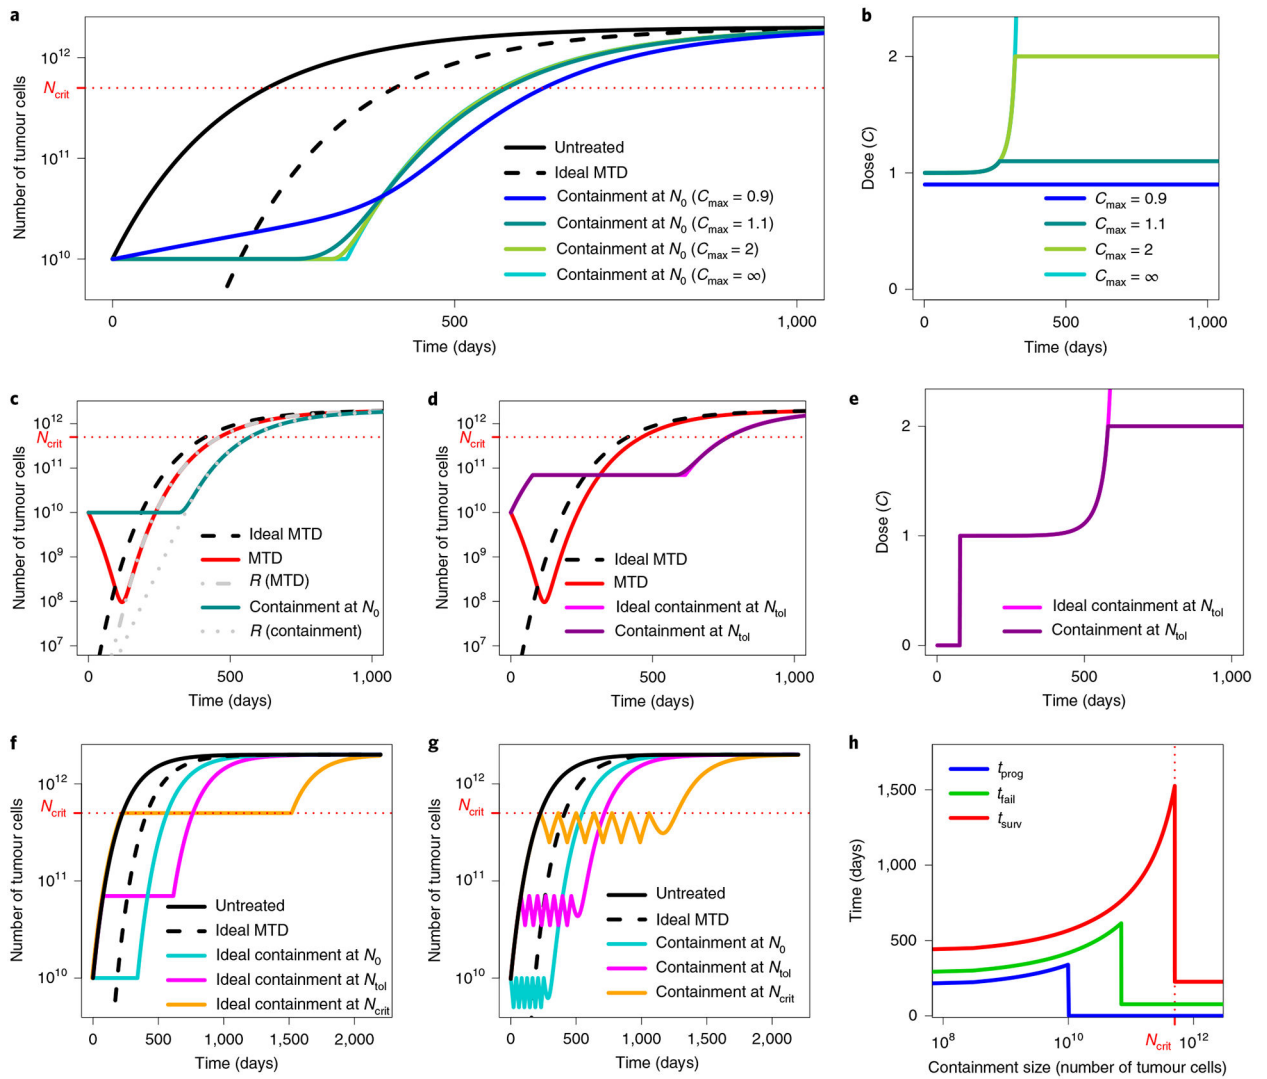 a
Number of tumour cells
10^12
N_crit
10^11
10^10
0
500
1,000
Time (days)
Untreated
Ideal MTD
Containment at N_0 (C_max = 0.9)
Containment at N_0 (C_max = 1.1)
Containment at N_0 (C_max = 2)
Containment at N_0 (C_max = ∞)
b
Dose (C)
2
1
0
0
500
1,000
Time (days)
C_max = 0.9
C_max = 1.1
C_max = 2
C_max = ∞
c
Number of tumour cells
10^12
N_crit
10^11
10^10
10^9
10^8
10^7
0
500
1,000
Time (days)
Ideal MTD
MTD
R (MTD)
Containment at N_0
R (containment)
d
Number of tumour cells
10^12
N_crit
10^11
10^10
10^9
10^8
10^7
0
500
1,000
Time (days)
Ideal MTD
MTD
Ideal containment at N_tol
Containment at N_tol
e
Dose (C)
2
1
0
0
500
1,000
Time (days)
Ideal containment at N_tol
Containment at N_tol
f
Number of tumour cells
10^12
N_crit
10^11
10^10
0
500
1,000
1,500
2,000
Time (days)
Untreated
Ideal MTD
Ideal containment at N_0
Ideal containment at N_tol
Ideal containment at N_crit
g
Number of tumour cells
10^12
N_crit
10^11
10^10
0
500
1,000
1,500
2,000
Time (days)
Untreated
Ideal MTD
Containment at N_0
Containment at N_tol
Containment at N_crit
h
Time (days)
1,500
1,000
500
0
t_prog
t_fail
t_surv
10^8
10^10
N_crit
10^12
Containment size (number of tumour cells)